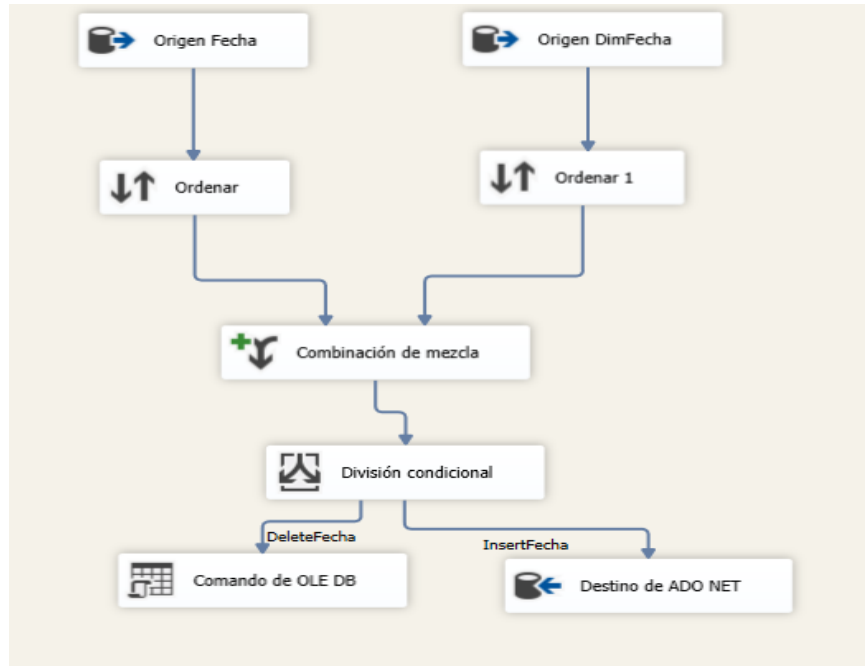 Origen Fecha
Origen DimFecha
Ordenar
Ordenar 1
Combinación de mezcla
División condicional
DeleteFecha
InsertFecha
Comando de OLE DB
Destino de ADO NET